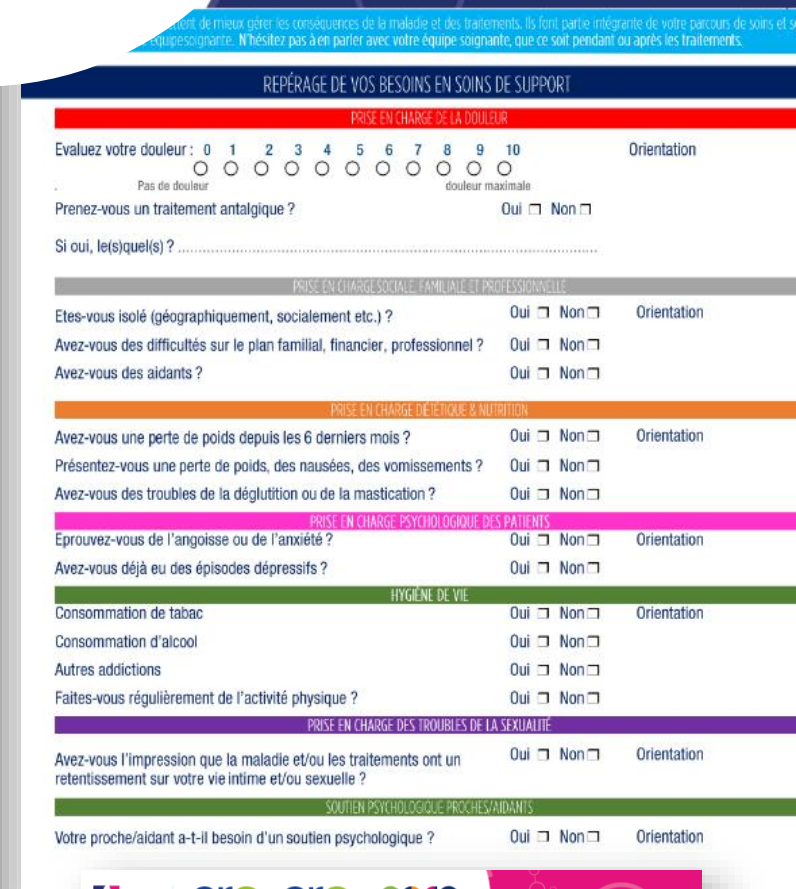 de mieux gérer les conséquences de la maladie et des traitements. Ils font partie intégrante de votre parcours de soins et
soignante. N'hésitez pas à en parler avec votre équipe soignante, que ce soit pendant ou après les traitements.
REPÉRAGE DE VOS BESOINS EN SOINS DE SUPPORT
PRISE EN CHARGE DE LA DOULEUR
Evaluez votre douleur : 0 1 2 3 4 5 6 7 8 9 10 Orientation
Pas de douleur douleur maximale
Prenez-vous un traitement antalgique ? Oui Non
Si oui, le(s)quel(s) ?
PRISE EN CHARGE SOCIALE, FAMILIALE ET PROFESSIONNELLE
Etes-vous isolé (géographiquement, socialement etc.) ? Oui Non Orientation
Avez-vous des difficultés sur le plan familial, financier, professionnel ? Oui Non
Avez-vous des aidants ? Oui Non
PRISE EN CHARGE DIÉTÉTIQUE & NUTRITION
Avez-vous une perte de poids depuis les 6 derniers mois ? Oui Non Orientation
Présentez-vous une perte de poids, des nausées, des vomissements ? Oui Non
Avez-vous des troubles de la déglutition ou de la mastication ? Oui Non
PRISE EN CHARGE PSYCHOLOGIQUE DES PATIENTS
Eprouvez-vous de l'angoisse ou de l'anxiété ? Oui Non Orientation
Avez-vous déjà eu des épisodes dépressifs ? Oui Non
HYGIÈNE DE VIE
Consommation de tabac Oui Non Orientation
Consommation d'alcool Oui Non
Autres addictions Oui Non
Faites-vous régulièrement de l'activité physique ? Oui Non
PRISE EN CHARGE DES TROUBLES DE LA SEXUALITÉ
Avez-vous l'impression que la maladie et/ou les traitements ont un Oui Non Orientation
retentissement sur votre vie intime et/ou sexuelle ?
SOUTIEN PSYCHOLOGIQUE PROCHES/AIDANTS
Votre proche/aidant a-t-il besoin d'un soutien psychologique ? Oui Non Orientation